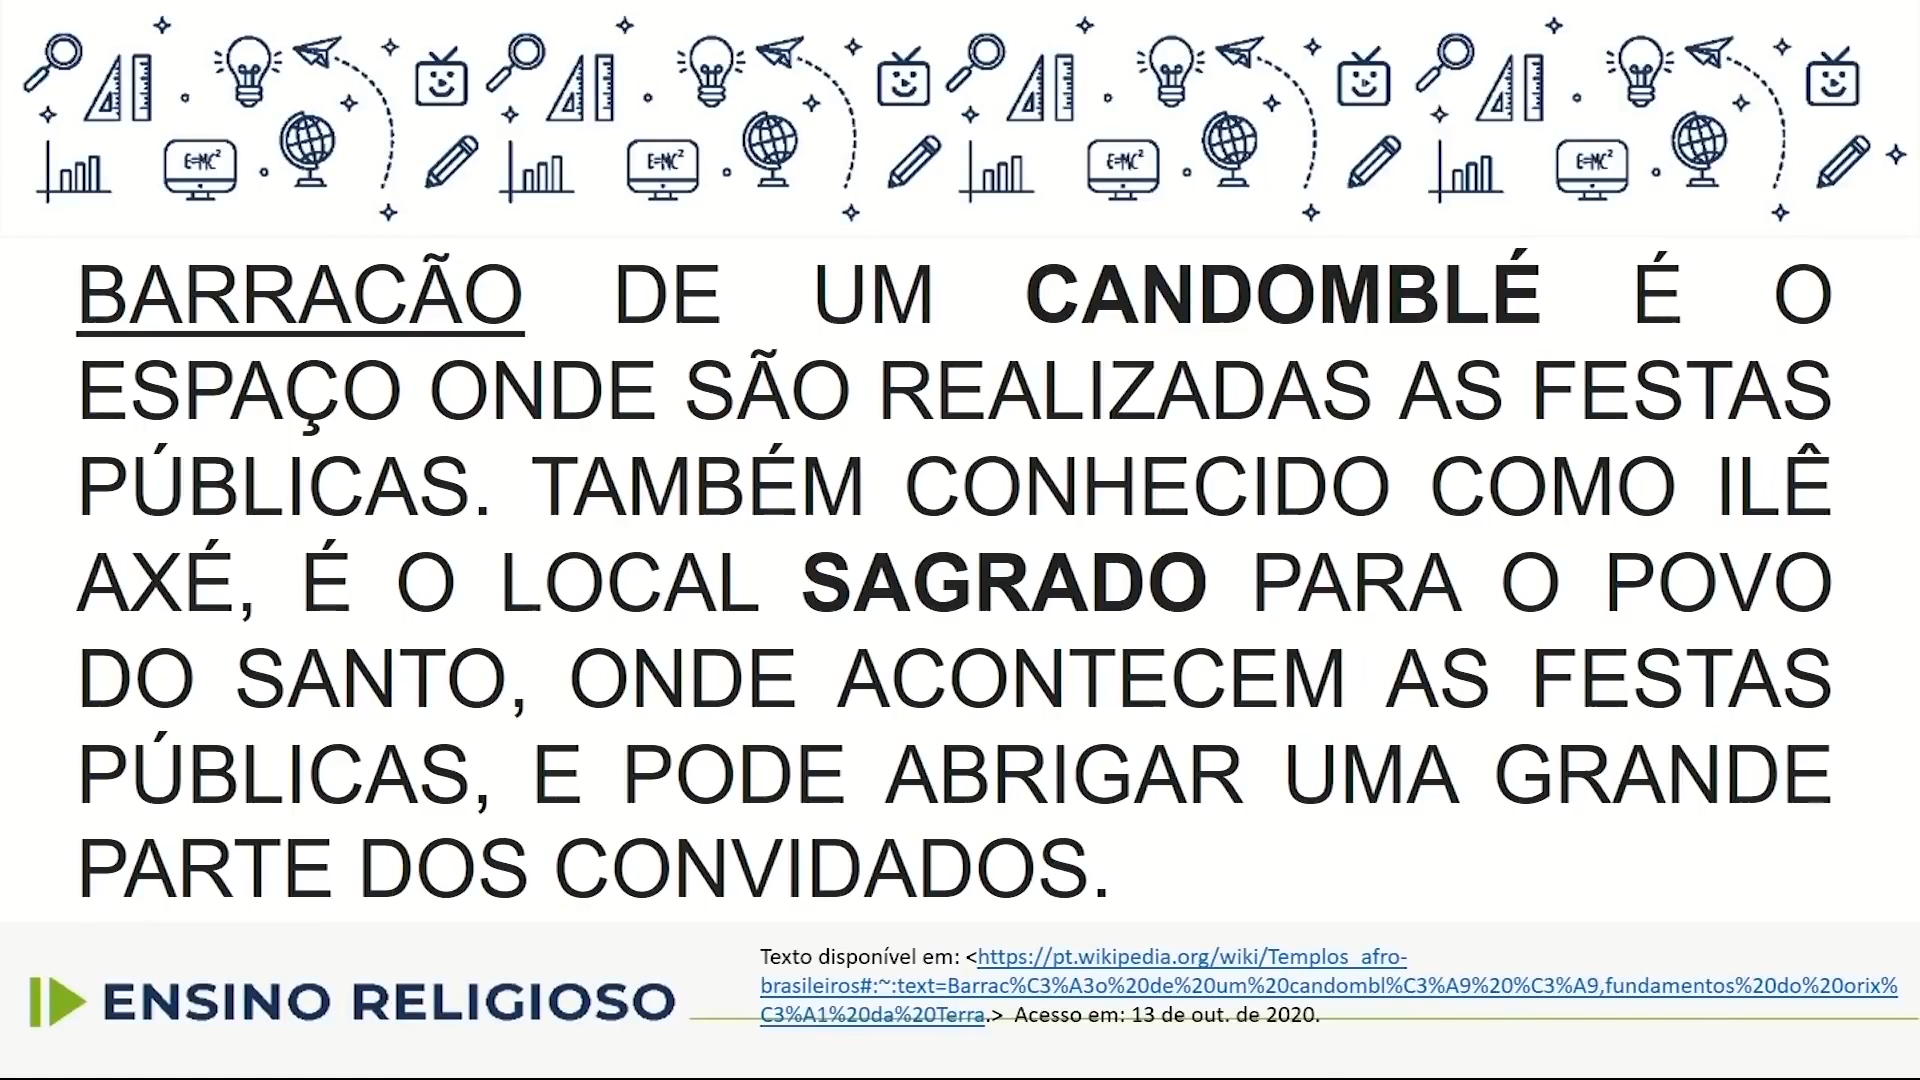 E=MC²
E=MC²
E=MC²
E=MC²
BARRACÃO DE UM CANDOMBLÉ É O
ESPAÇO ONDE SÃO REALIZADAS AS FESTAS
PÚBLICAS. TAMBÉM CONHECIDO COMO ILÊ
AXÉ, É O LOCAL SAGRADO PARA O POVO
DO SANTO, ONDE ACONTECEM AS FESTAS
PÚBLICAS, E PODE ABRIGAR UMA GRANDE
PARTE DOS CONVIDADOS.
ENSINO RELIGIOSO
Texto disponível em: <https://pt.wikipedia.org/wiki/Templos_afro-
brasileiros#:~:text=Barrac%C3%A3o%20de%20um%20candombl%C3%A9%20%C3%A9,fundamentos%20do%20orix%
C3%A1%20da%20Terra.> Acesso em: 13 de out. de 2020.